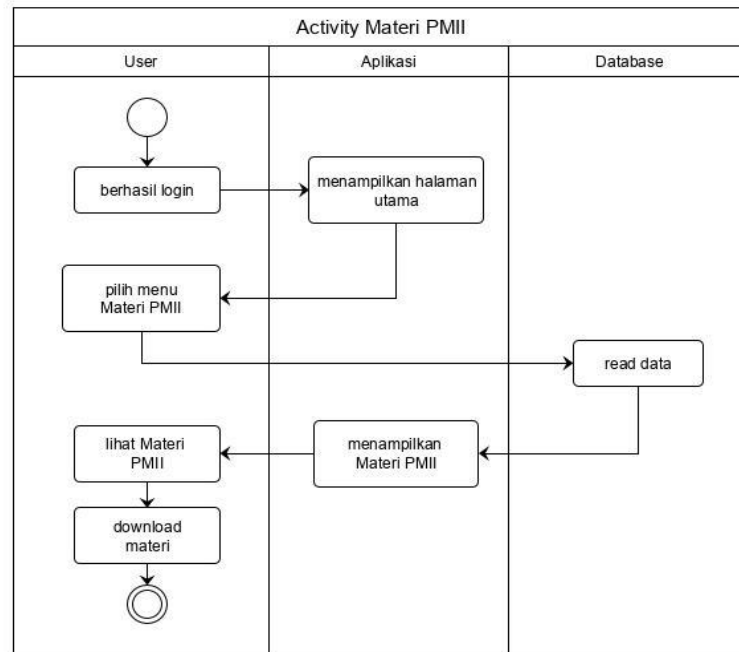 Activity Materi PMII
User
Aplikasi
Database
berhasil login
menampilkan halaman
utama
pilih menu
Materi PMII
read data
lihat Materi
PMII
menampilkan
Materi PMII
download
materi